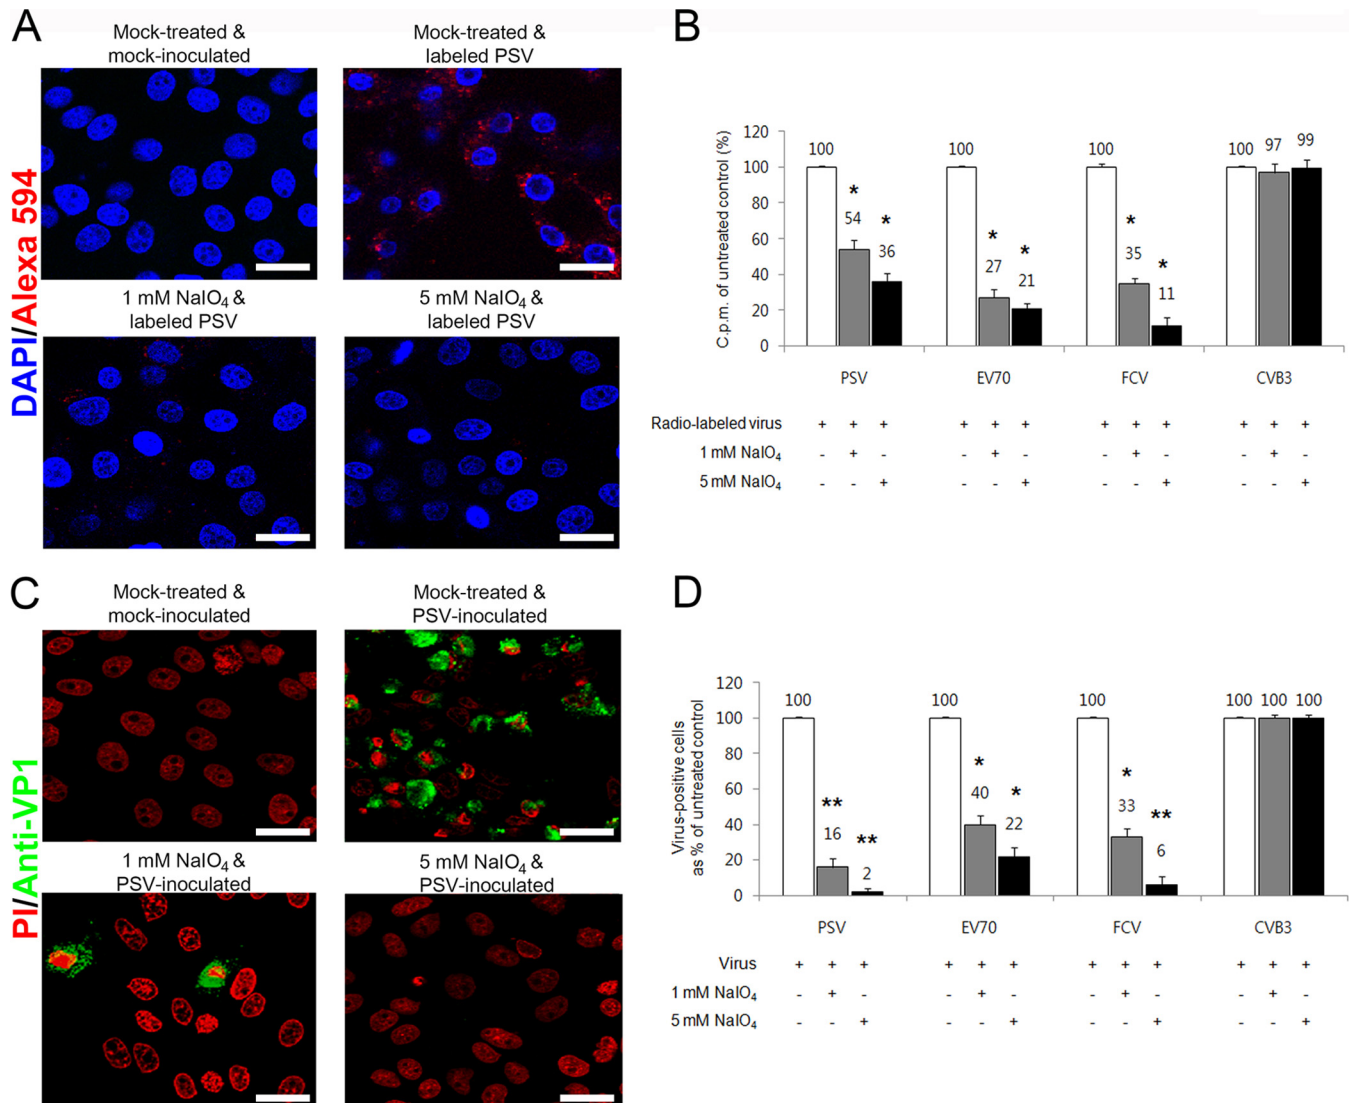 A
Mock-treated &
mock-inoculated
Mock-treated &
labeled PSV
1 mM NaIO₄ &
labeled PSV
5 mM NaIO₄ &
labeled PSV
DAPI/Alexa 594
B
C.p.m. of untreated control (%)
120
100
80
60
40
20
0
100
*
54
*
36
100
*
27
*
21
100
*
35
*
11
100
97
99
PSV EV70 FCV CVB3
Radio-labeled virus + + + + + + + + + + + +
1 mM NaIO₄ - + - - + - - + - - + -
5 mM NaIO₄ - - + - - + - - + - - +
C
Mock-treated &
mock-inoculated
Mock-treated &
PSV-inoculated
1 mM NaIO₄ &
PSV-inoculated
5 mM NaIO₄ &
PSV-inoculated
PI/Anti-VP1
D
Virus-positive cells
as % of untreated control
120
100
80
60
40
20
0
100
**
16
**
2
100
*
40
*
22
100
*
33
**
6
100
100
100
PSV EV70 FCV CVB3
Virus + + + + + + + + + + + +
1 mM NaIO₄ - + - - + - - + - - + -
5 mM NaIO₄ - - + - - + - - + - - +